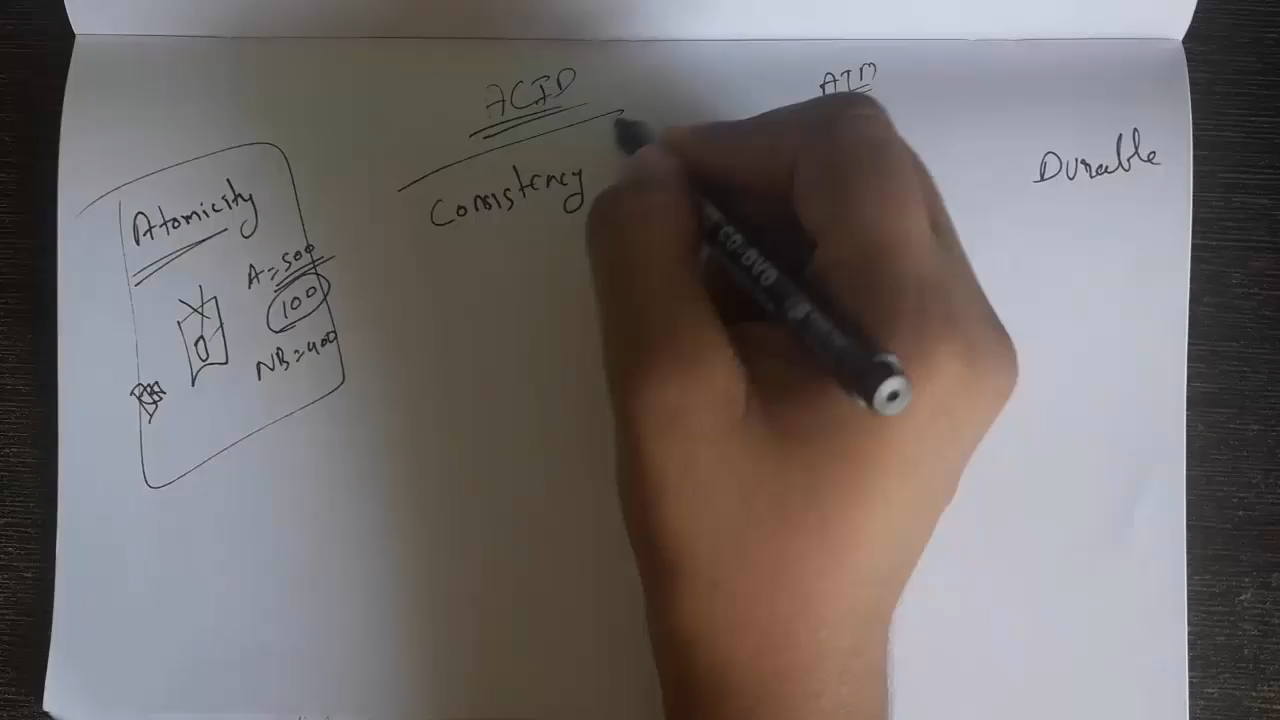 ACID
ATM
Atomicity
A = 500
100
NB = 400
Consistency
Durable